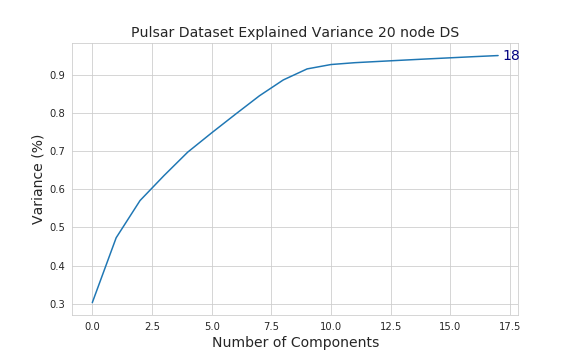 Pulsar Dataset Explained Variance 20 node DS
18
0.9
0.8
0.7
0.6
0.5
0.4
0.3
Variance (%)
0.0 2.5 5.0 7.5 10.0 12.5 15.0 17.5
Number of Components